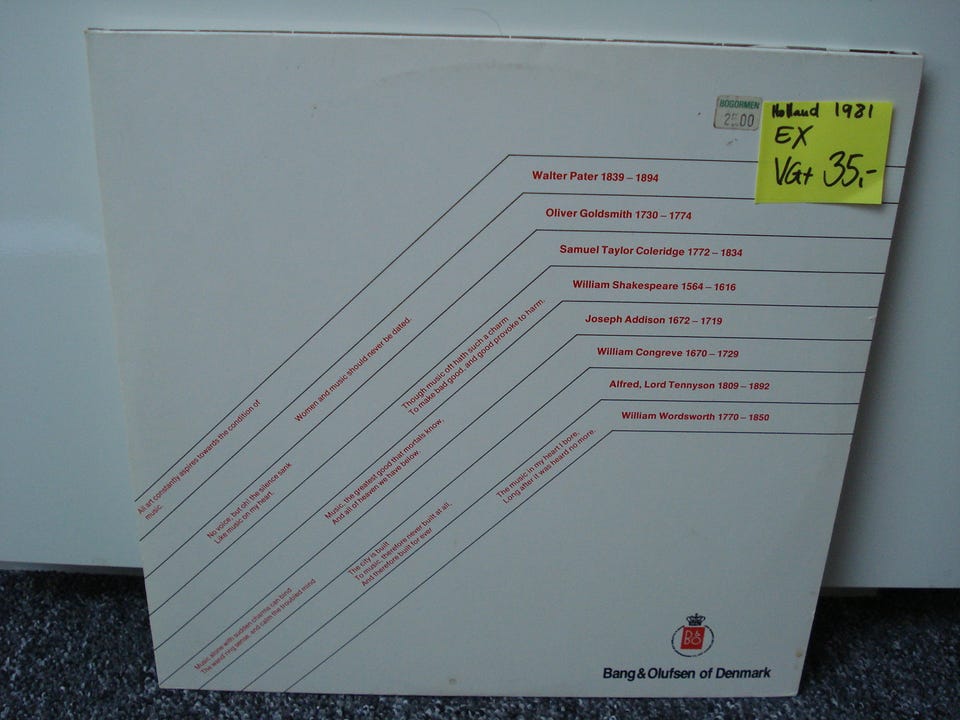 BOGORMEN
25.00
Holland 1981
EX
VG+ 35,-
Walter Pater 1839 – 1894
All art constantly aspires towards the condition of
music.
Oliver Goldsmith 1730 – 1774
Women and music should never be dated.
Samuel Taylor Coleridge 1772 – 1834
No voice; but oh! the silence sank
Like music on my heart.
William Shakespeare 1564 – 1616
Though music oft hath such a charm
To make bad good, and good provoke to harm.
Joseph Addison 1672 – 1719
Music, the greatest good that mortals know,
And all of heaven we have below.
William Congreve 1670 – 1729
Music alone with sudden charms can bind
The wand'ring sense, and calm the troubled mind
Alfred, Lord Tennyson 1809 – 1892
The city is built
To music, therefore never built at all,
And therefore built for ever
William Wordsworth 1770 – 1850
The music in my heart I bore,
Long after it was heard no more.
B&O
Bang & Olufsen of Denmark